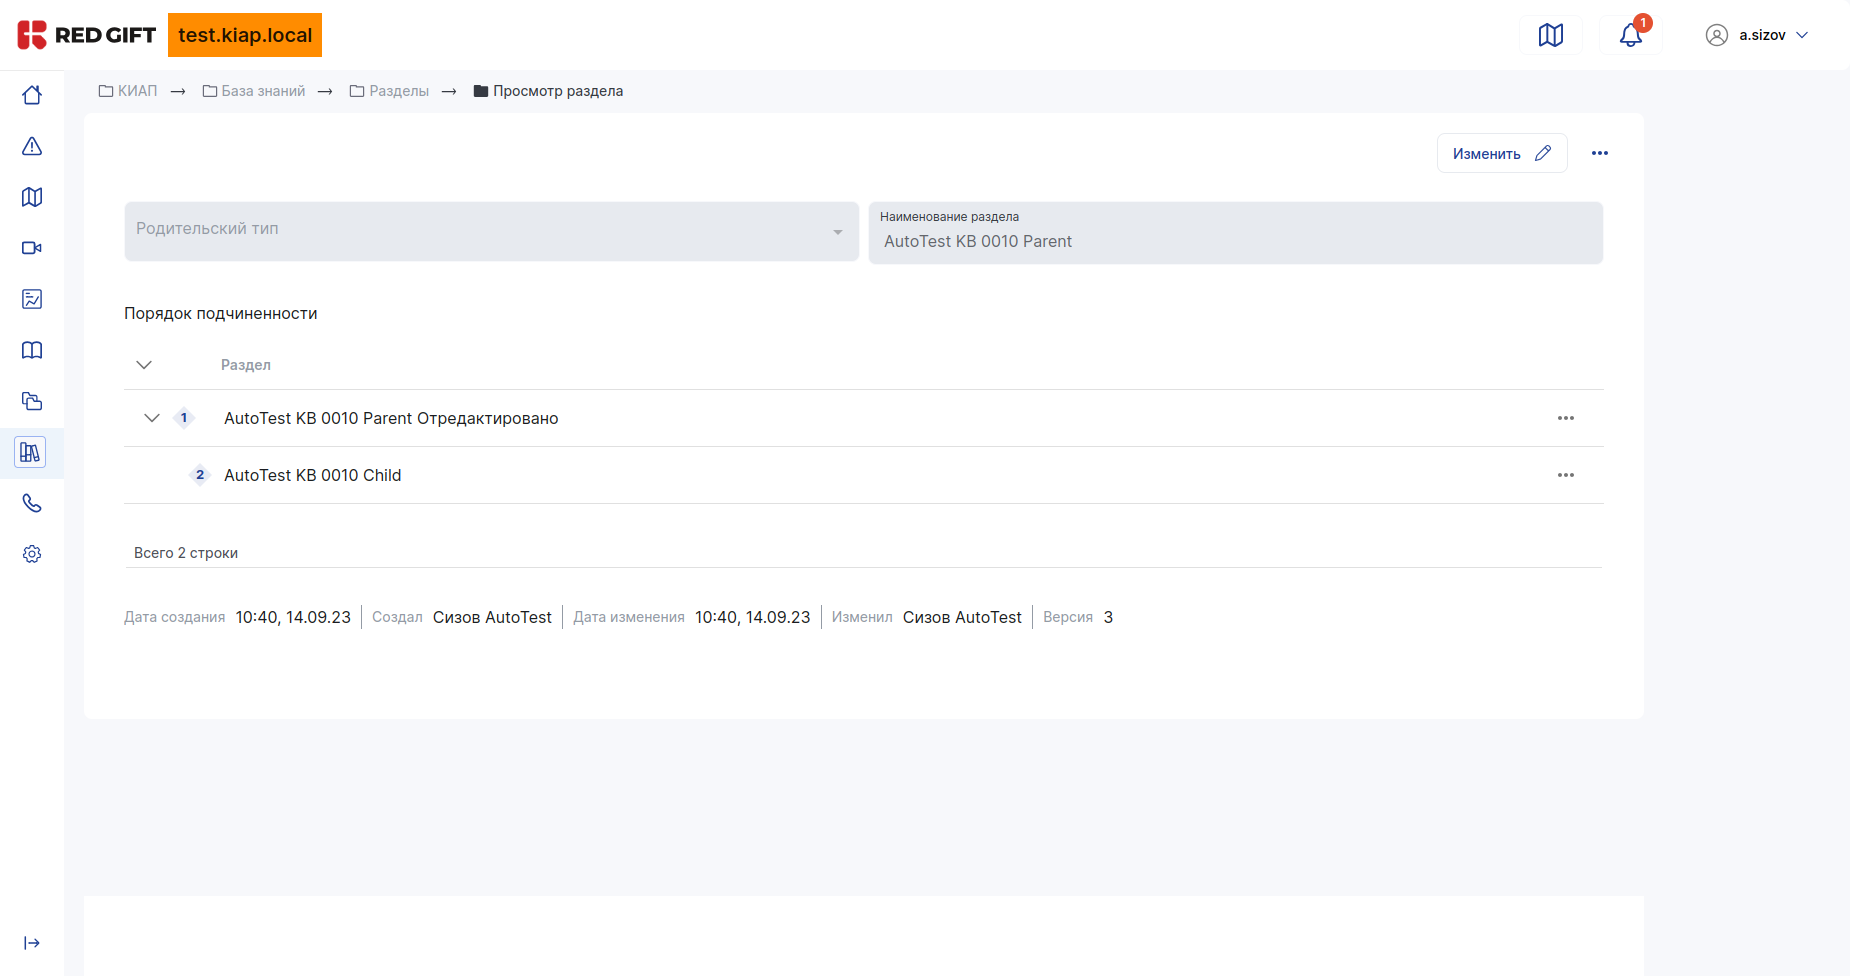 RED GIFT
test.kiap.local
1
a.sizov
КИАП → База знаний → Разделы → Просмотр раздела
Изменить
Родительский тип
Наименование раздела
AutoTest KB 0010 Parent
Порядок подчиненности
Раздел
1 AutoTest KB 0010 Parent Отредактировано
2 AutoTest KB 0010 Child
Всего 2 строки
Дата создания 10:40, 14.09.23 Создал Сизов AutoTest Дата изменения 10:40, 14.09.23 Изменил Сизов AutoTest Версия 3